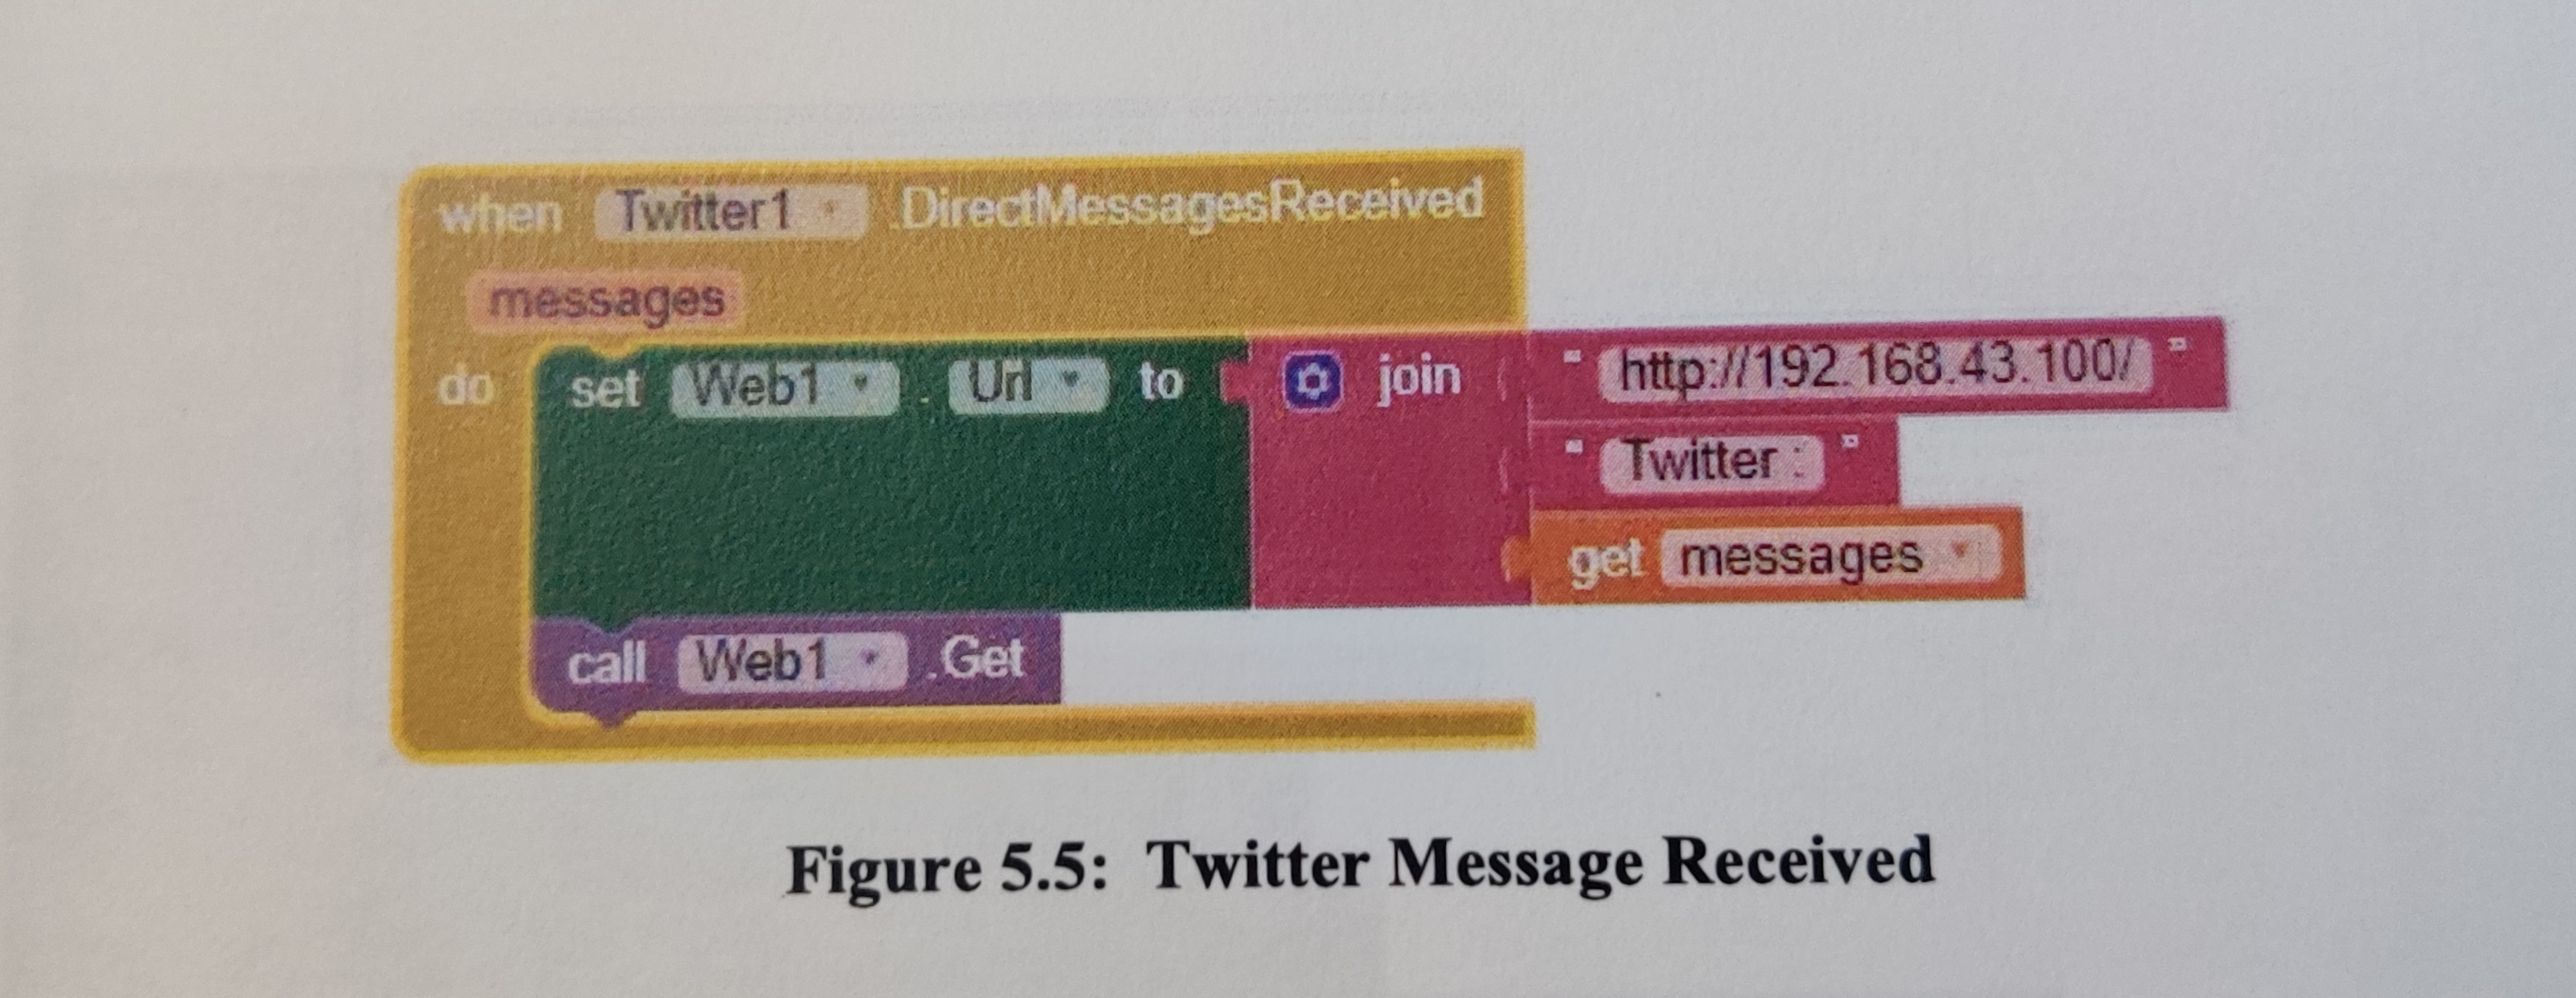 when Twitter1 .DirectMessagesReceived
messages
do set Web1 . Url to join " http://192.168.43.100/ "
" Twitter : "
get messages
call Web1 .Get
Figure 5.5: Twitter Message Received